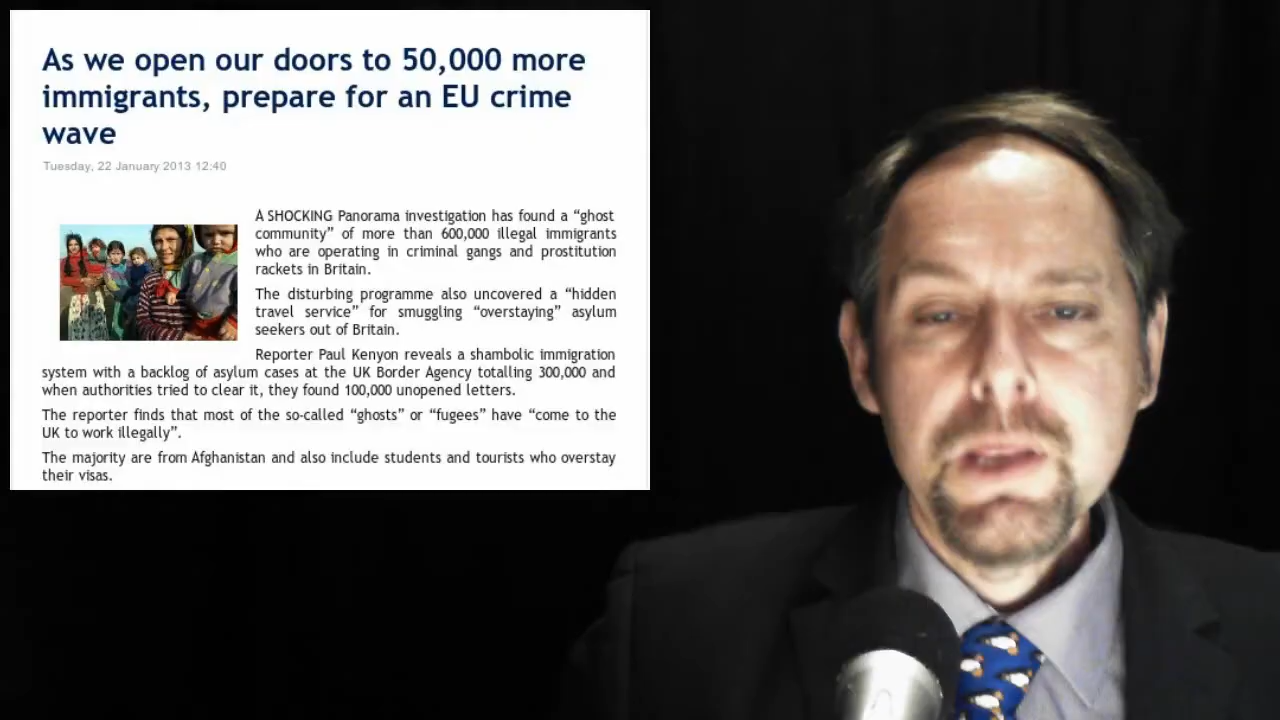 As we open our doors to 50,000 more
immigrants, prepare for an EU crime
wave
Tuesday, 22 January 2013 12:40
A SHOCKING Panorama investigation has found a “ghost
community” of more than 600,000 illegal immigrants
who are operating in criminal gangs and prostitution
rackets in Britain.
The disturbing programme also uncovered a “hidden
travel service” for smuggling “overstaying” asylum
seekers out of Britain.
Reporter Paul Kenyon reveals a shambolic immigration
system with a backlog of asylum cases at the UK Border Agency totalling 300,000 and
when authorities tried to clear it, they found 100,000 unopened letters.
The reporter finds that most of the so-called “ghosts” or “fugees” have “come to the
UK to work illegally”.
The majority are from Afghanistan and also include students and tourists who overstay
their visas.